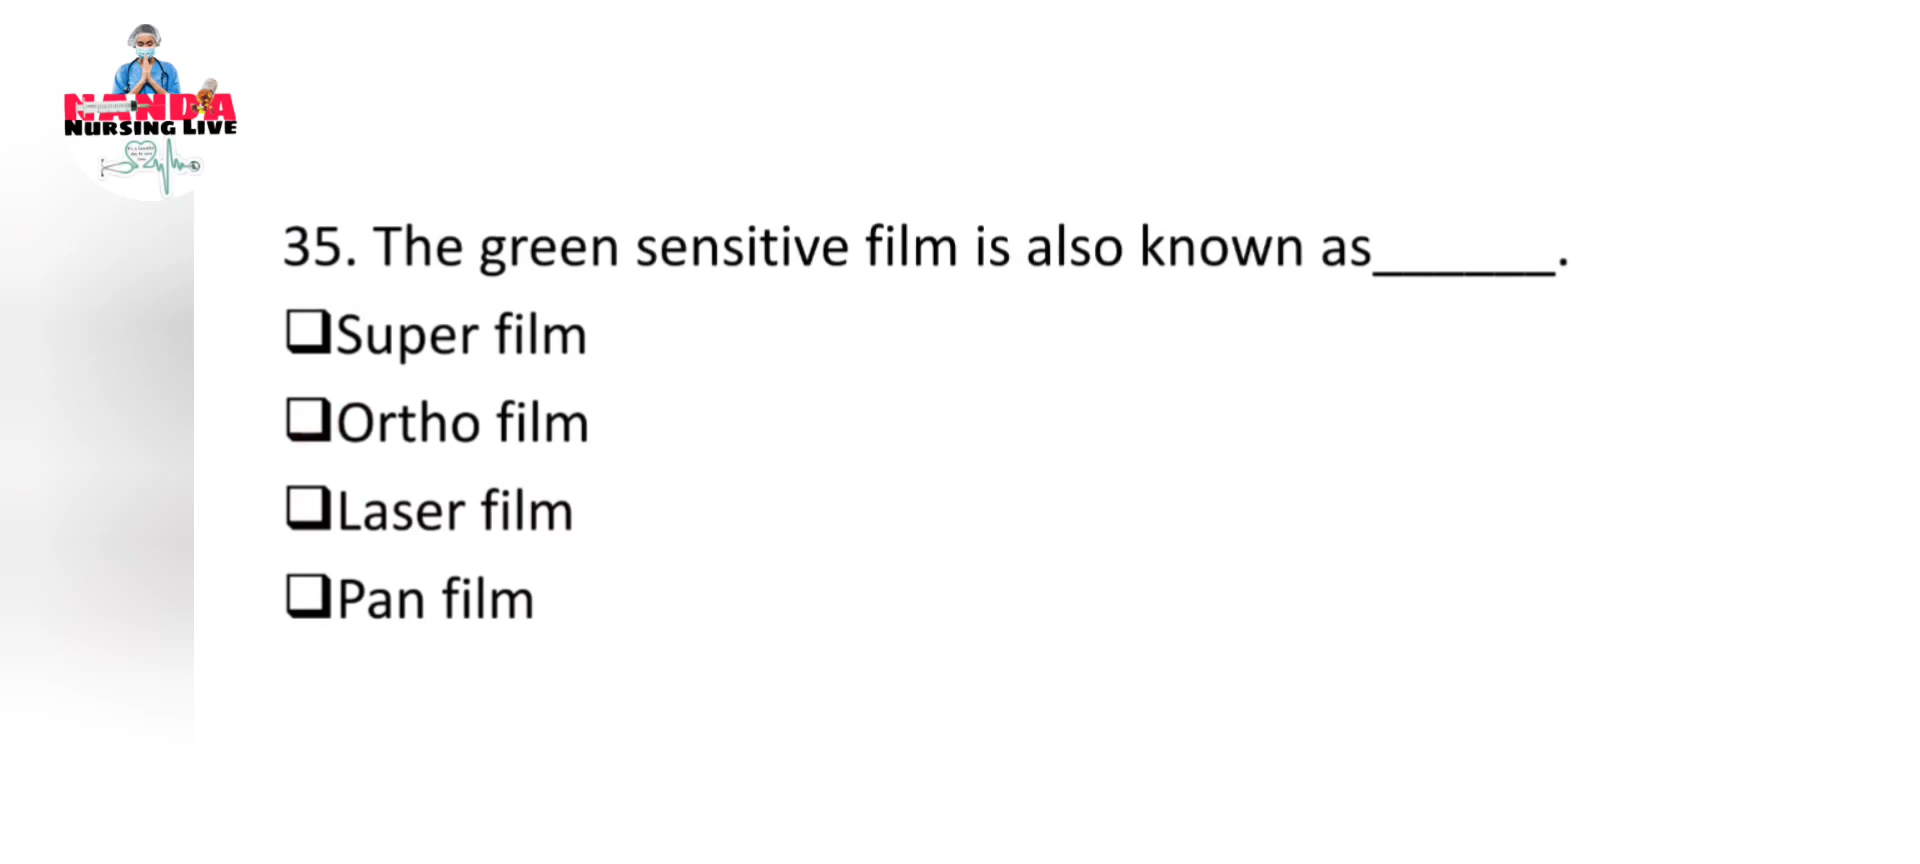 NANDA
NURSING LIVE
35. The green sensitive film is also known as______.
❑Super film
❑Ortho film
❑Laser film
❑Pan film